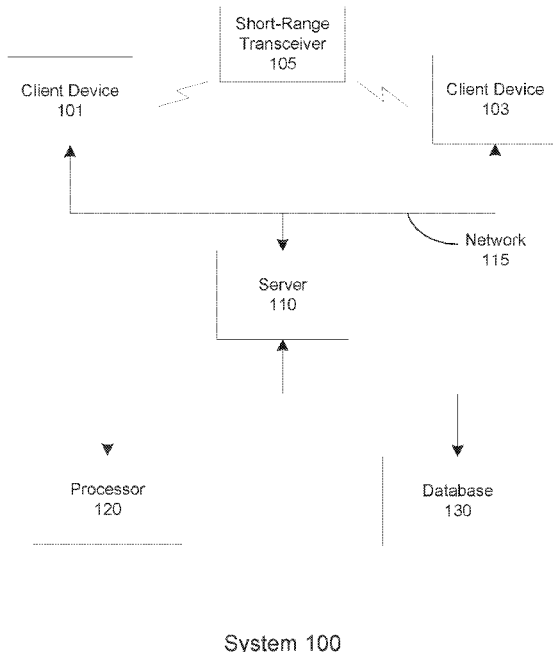 Short-Range
Transceiver
105
Client Device
101
Client Device
103
Network
115
Server
110
Processor
120
Database
130
System 100